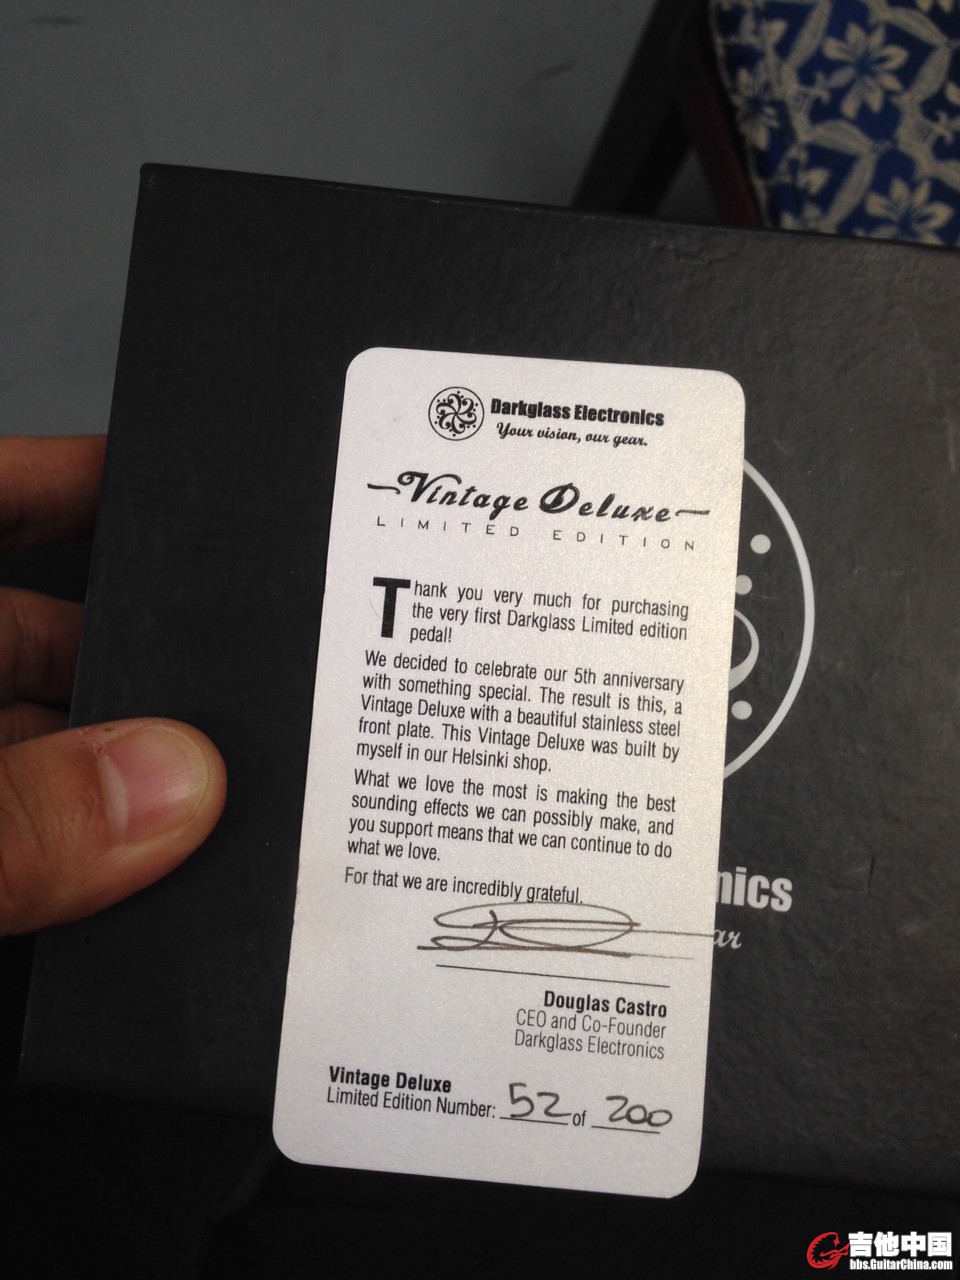 Darkglass Electronics
Your vision, our gear.
Vintage Deluxe
LIMITED EDITION
Thank you very much for purchasing
the very first Darkglass Limited edition
pedal!
We decided to celebrate our 5th anniversary
with something special. The result is this, a
Vintage Deluxe with a beautiful stainless steel
front plate. This Vintage Deluxe was built by
myself in our Helsinki shop.
What we love the most is making the best
sounding effects we can possibly make, and
you support means that we can continue to do
what we love.
For that we are incredibly grateful.
Douglas Castro
CEO and Co-Founder
Darkglass Electronics
Vintage Deluxe
Limited Edition Number: 52 of 200
nics
ar
吉他中国
bbs.GuitarChina.com